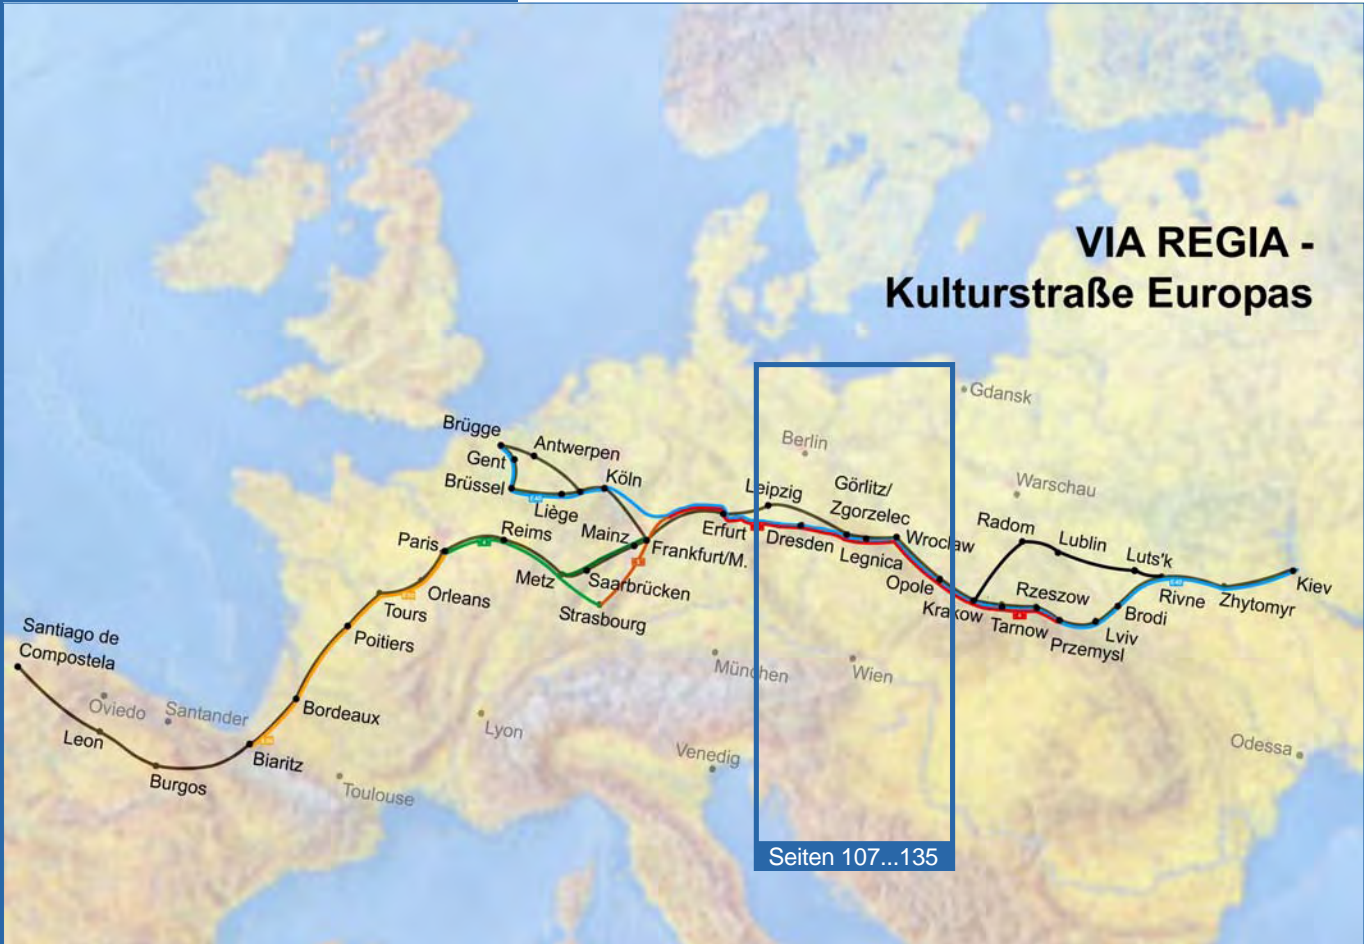 VIA REGIA -
Kulturstraße Europas
Gdansk
Brügge
Antwerpen
Berlin
Gent
Köln
Brüssel
Leipzig
Görlitz/
Zgorzelec
Warschau
Liège
Reims
Mainz
Erfurt
Dresden
Wroclaw
Radom
Lublin
Paris
Frankfurt/M.
Legnica
Luts'k
Metz
Saarbrücken
Opole
Rzeszow
Rivne
Zhytomyr
Kiev
Orleans
Tours
Strasbourg
Krakow
Tarnow
Brodi
Lviv
Przemysl
Santiago de
Compostela
Poitiers
München
Wien
Oviedo
Santander
Bordeaux
Lyon
Leon
Venedig
Odessa
Biaritz
Burgos
Toulouse
Seiten 107...135